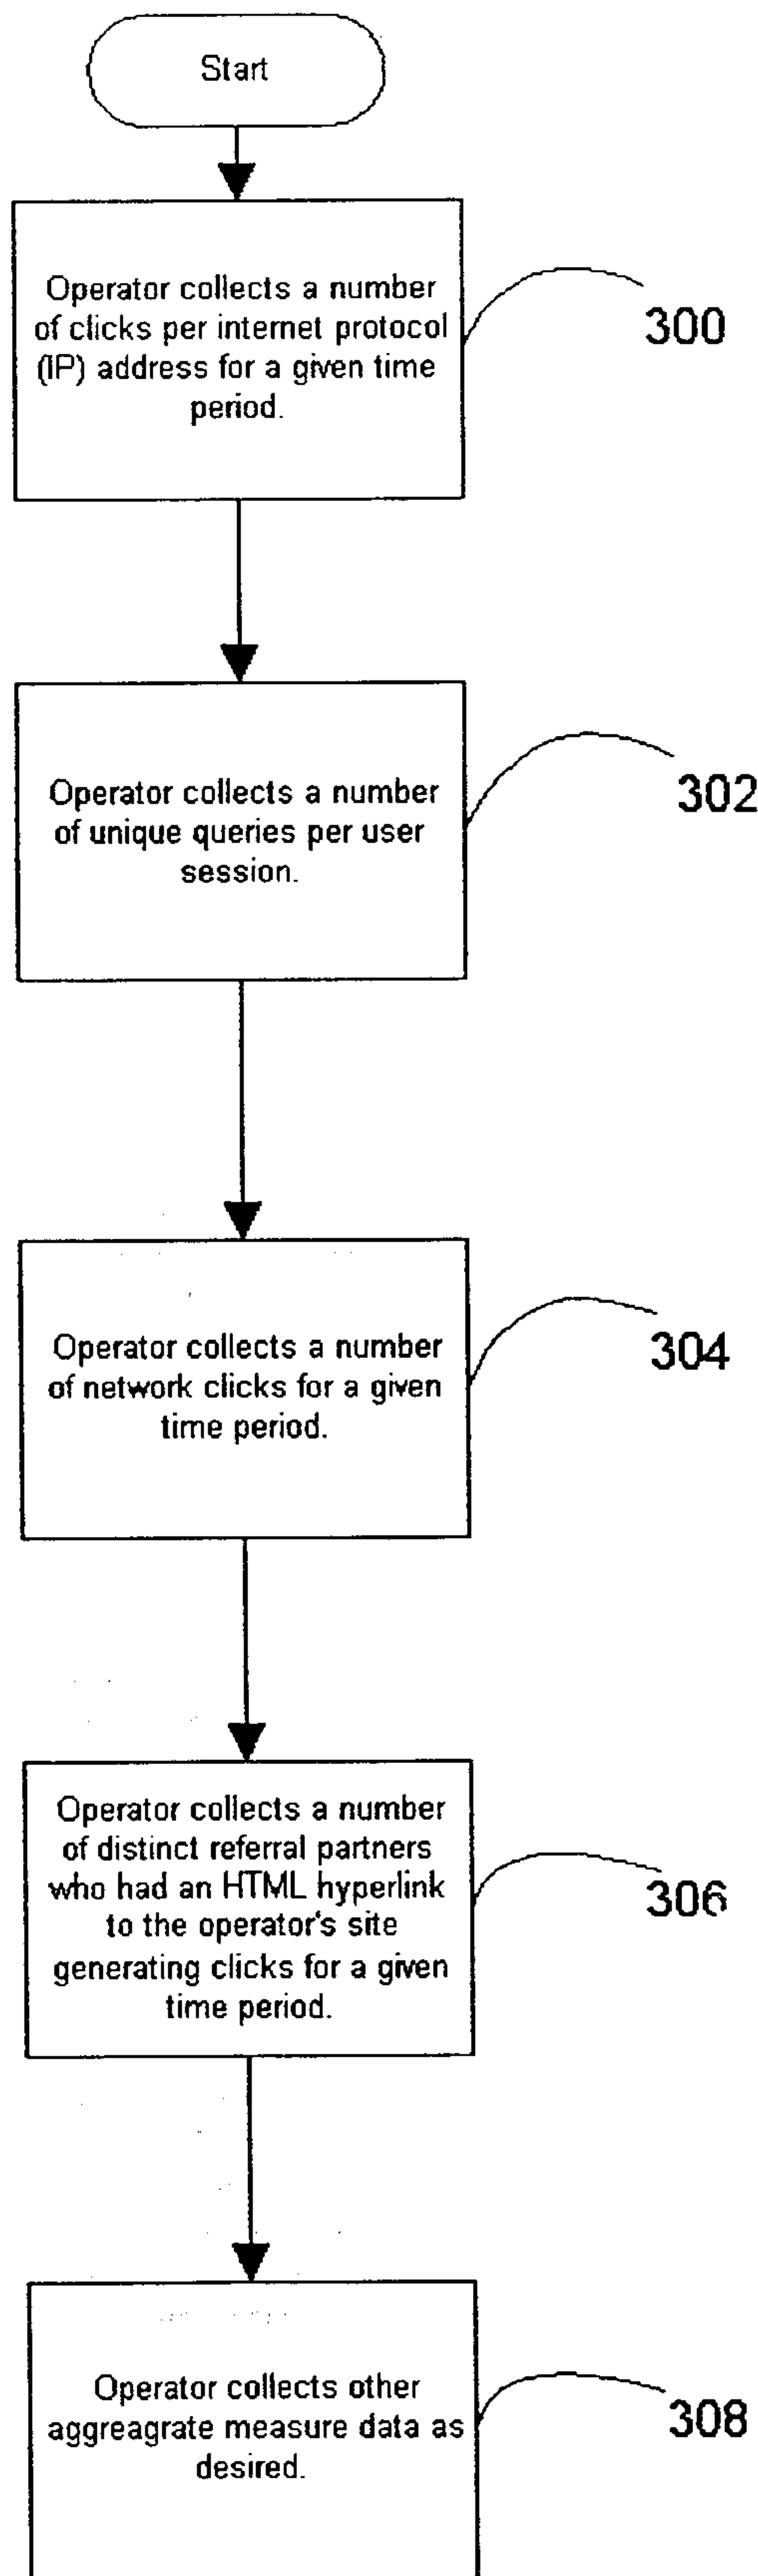 Start
Operator collects a number
of clicks per internet protocol
(IP) address for a given time
period.
300
Operator collects a number
of unique queries per user
session.
302
Operator collects a number
of network clicks for a given
time period.
304
Operator collects a number
of distinct referral partners
who had an HTML hyperlink
to the operator's site
generating clicks for a given
time period.
306
Operator collects other
aggreagrate measure data as
desired.
308